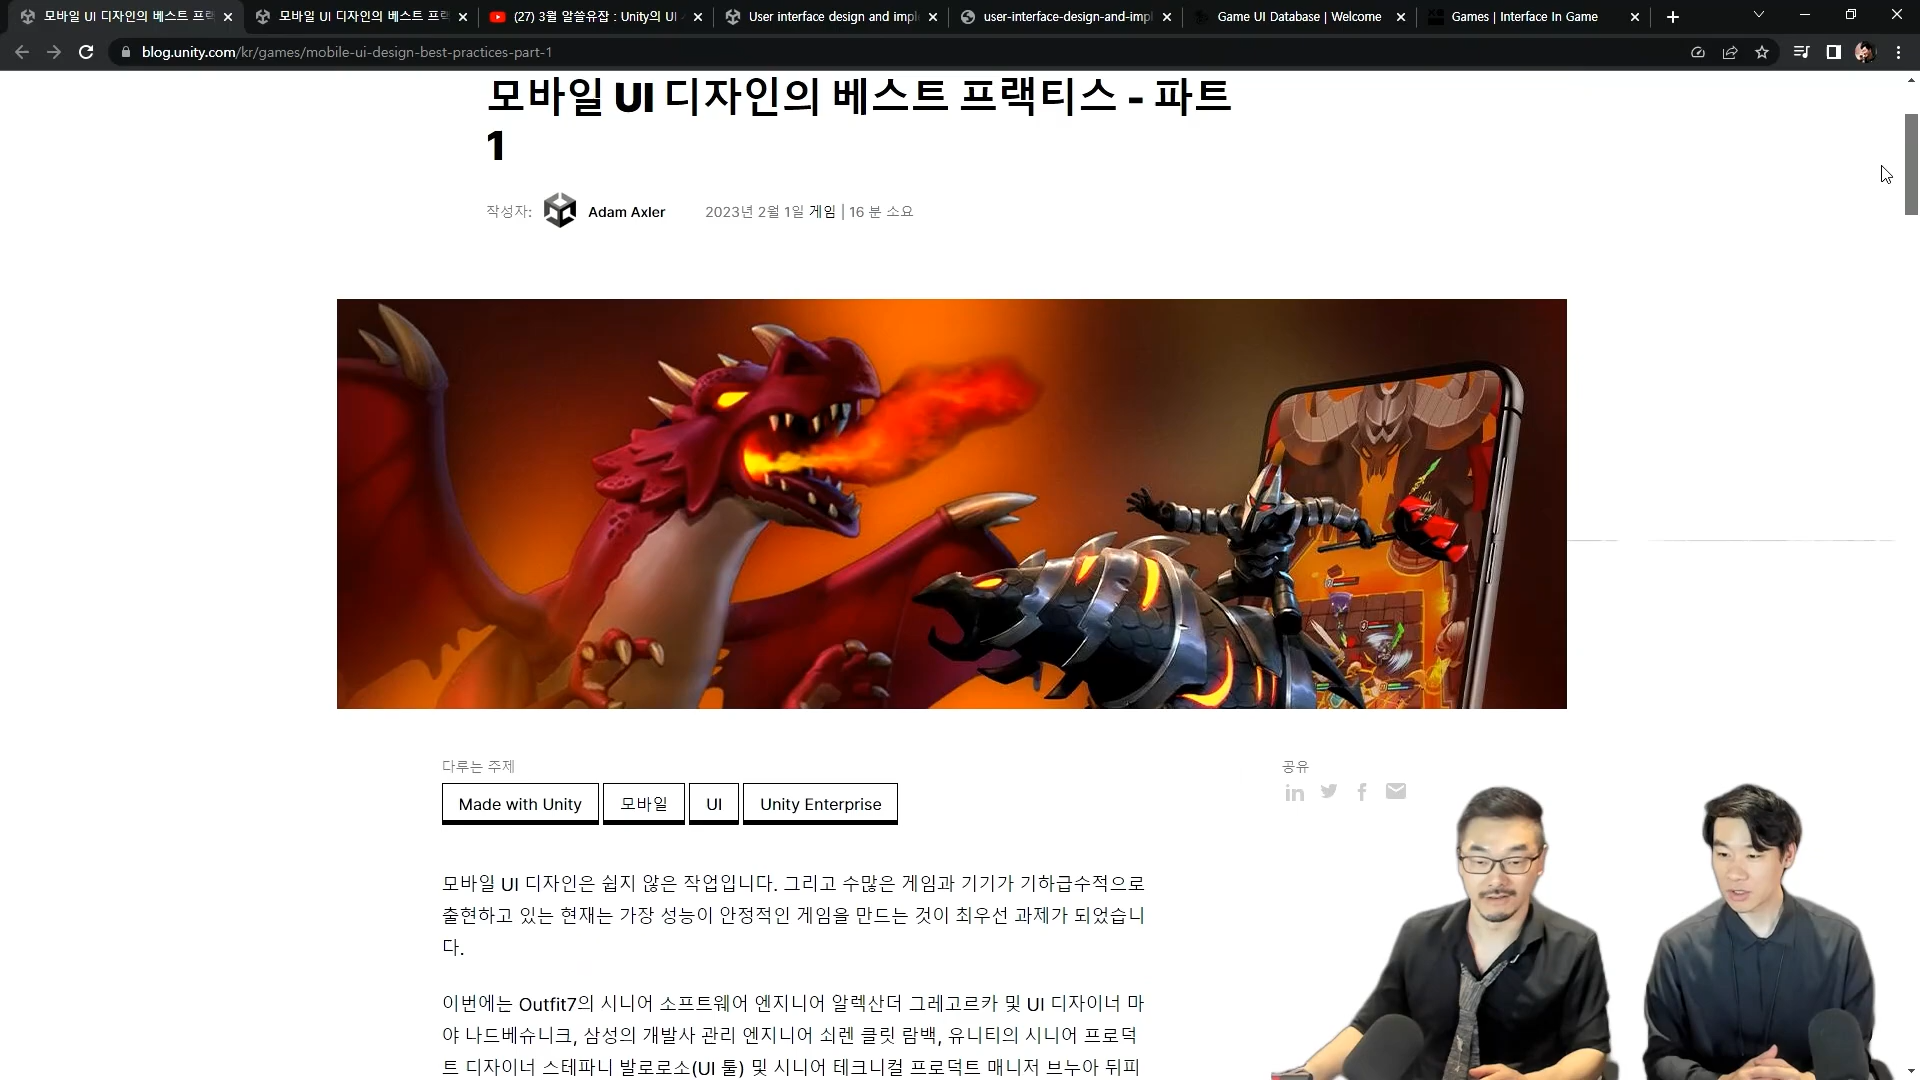 모바일 UI 디자인의 베스트 프랙
모바일 UI 디자인의 베스트 프랙
(27) 3월 알쓸유잡 : Unity의 UI
User interface design and impl
user-interface-design-and-impl
Game UI Database | Welcome
Games | Interface In Game
blog.unity.com/kr/games/mobile-ui-design-best-practices-part-1
모바일 UI 디자인의 베스트 프랙티스 - 파트
1
작성자: Adam Axler 2023년 2월 1일 게임 | 16 분 소요
다루는 주제
공유
Made with Unity 모바일 UI Unity Enterprise
모바일 UI 디자인은 쉽지 않은 작업입니다. 그리고 수많은 게임과 기기가 기하급수적으로
출현하고 있는 현재는 가장 성능이 안정적인 게임을 만드는 것이 최우선 과제가 되었습니
다.
이번에는 Outfit7의 시니어 소프트웨어 엔지니어 알렉산더 그레고르카 및 UI 디자이너 마
야 나드베슈니크, 삼성의 개발사 관리 엔지니어 쇠렌 클릿 람백, 유니티의 시니어 프로덕
트 디자이너 스테파니 발로로소(UI 툴) 및 시니어 테크니컬 프로덕트 매니저 브누아 뒤피